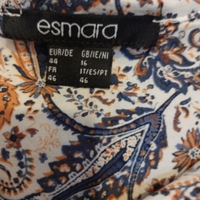 esmara
EUR/DE GB/IE/NI
44 16
FR IT/ES/PT
46 46